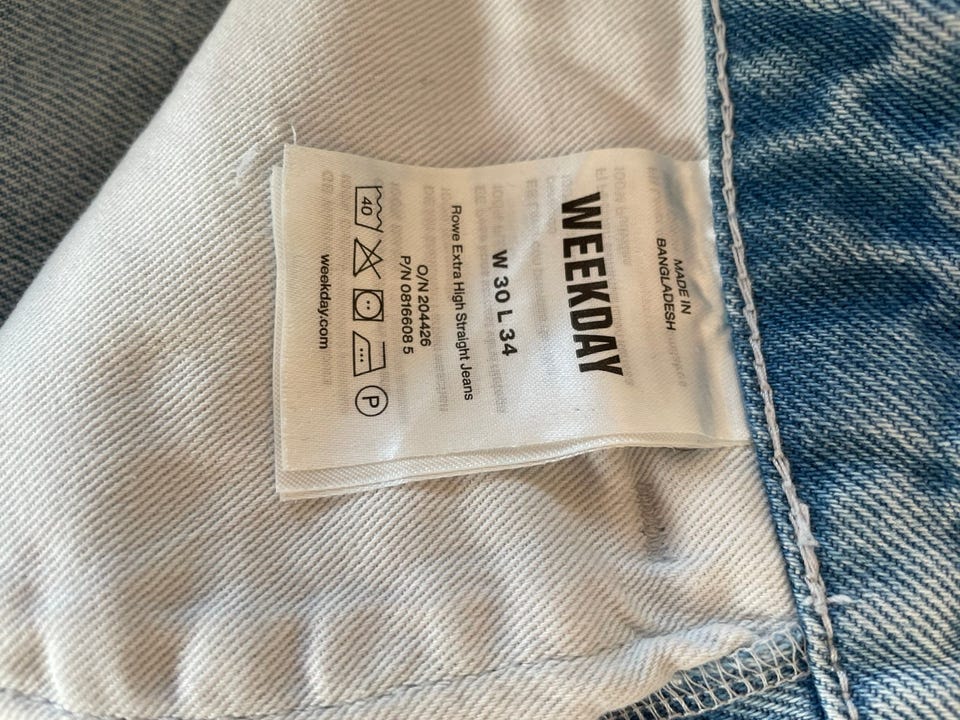 MADE IN
BANGLADESH
WEEKDAY
W 30 L 34
Rowe Extra High Straight Jeans
O/N 204426
P/N 0816608 5
40
P
weekday.com